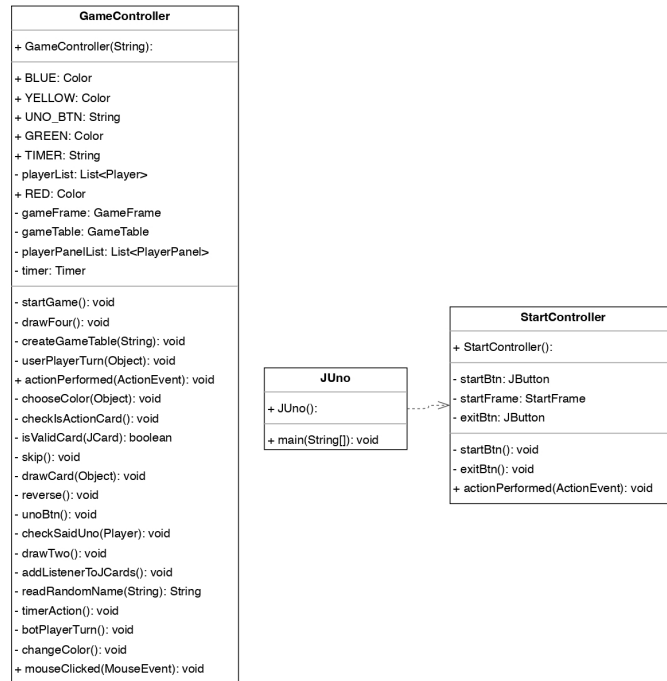 GameController
+ GameController(String):
+ BLUE: Color
+ YELLOW: Color
+ UNO_BTN: String
+ GREEN: Color
+ TIMER: String
- playerList: List<Player>
+ RED: Color
- gameFrame: GameFrame
- gameTable: GameTable
- playerPanelList: List<PlayerPanel>
- timer: Timer
- startGame(): void
- drawFour(): void
- createGameTable(String): void
- userPlayerTurn(Object): void
+ actionPerformed(ActionEvent): void
- chooseColor(Object): void
- checkIsActionCard(): void
- isValidCard(JCard): boolean
- skip(): void
- drawCard(Object): void
- reverse(): void
- unoBtn(): void
- checkSaidUno(Player): void
- drawTwo(): void
- addListenerToJCards(): void
- readRandomName(String): String
- timerAction(): void
- botPlayerTurn(): void
- changeColor(): void
+ mouseClicked(MouseEvent): void
JUno
+ JUno():
+ main(String[]): void
StartController
+ StartController():
- startBtn: JButton
- startFrame: StartFrame
- exitBtn: JButton
- startBtn(): void
- exitBtn(): void
+ actionPerformed(ActionEvent): void